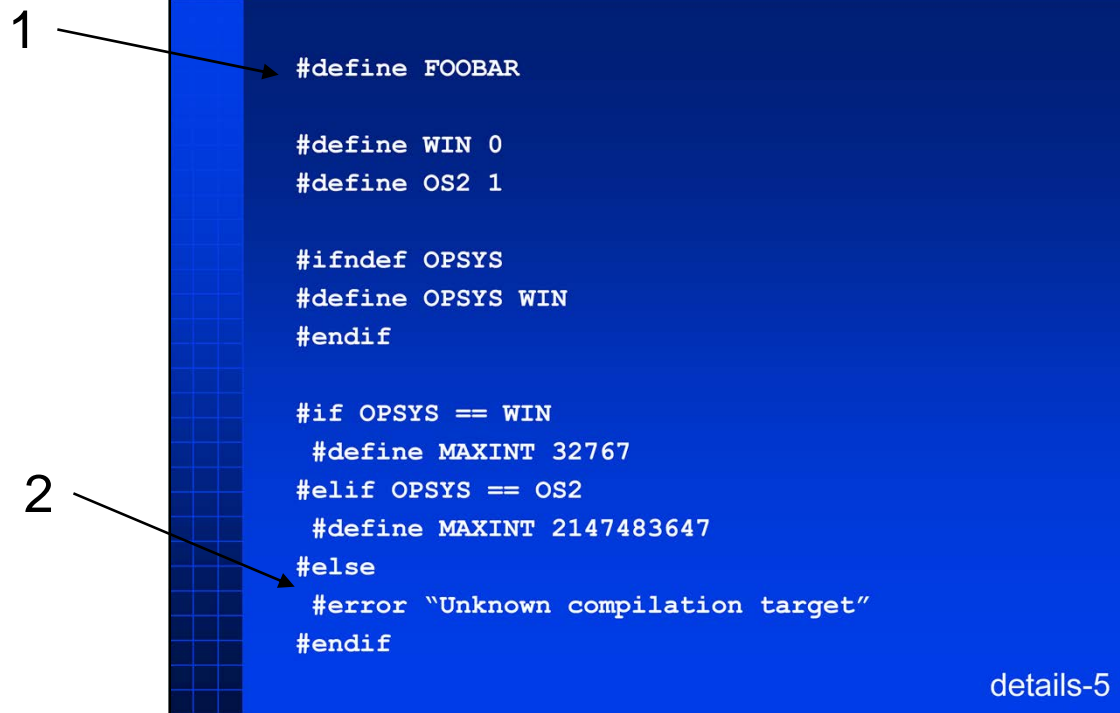 1
#define FOOBAR
#define WIN 0
#define OS2 1
#ifndef OPSYS
#define OPSYS WIN
#endif
#if OPSYS == WIN
#define MAXINT 32767
2
#elif OPSYS == OS2
#define MAXINT 2147483647
#else
#error “Unknown compilation target”
#endif
details-5